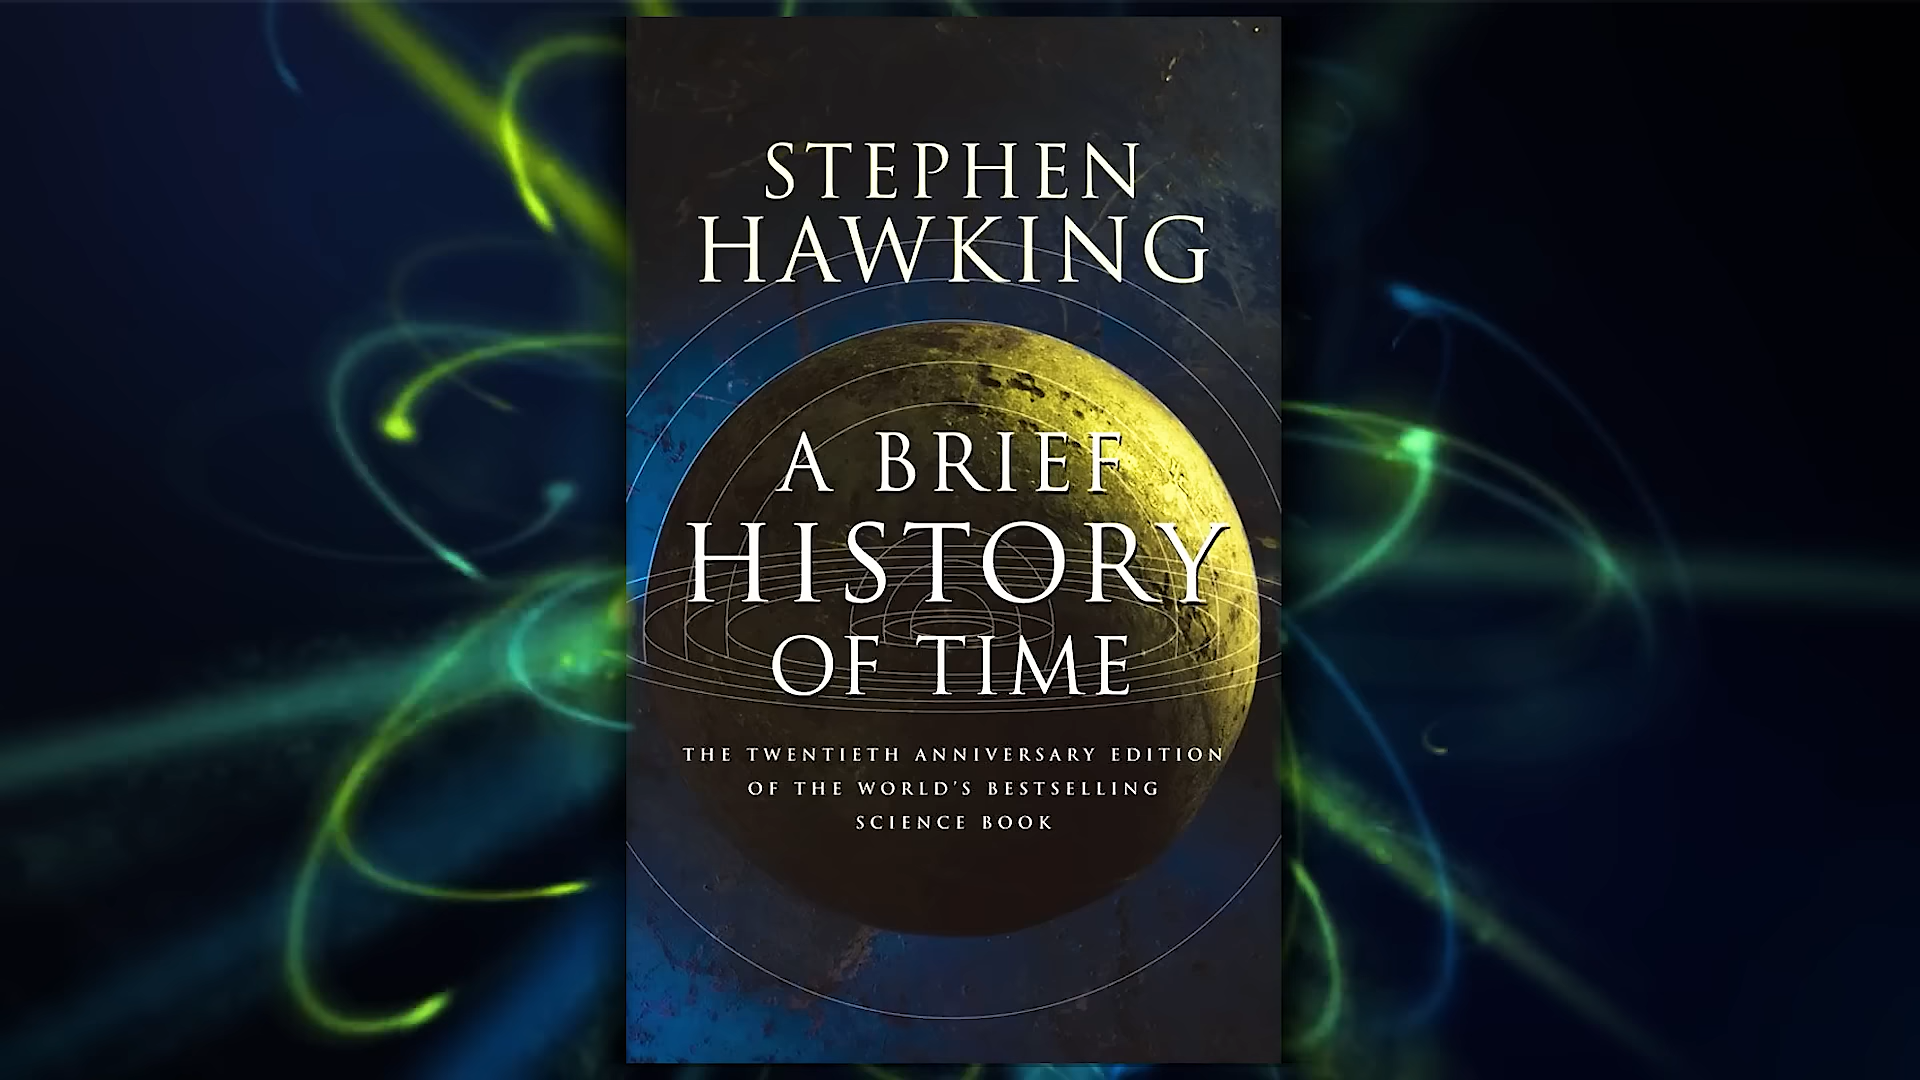 STEPHEN
HAWKING
A BRIEF
HISTORY
OF TIME
THE TWENTIETH ANNIVERSARY EDITION
OF THE WORLD'S BESTSELLING
SCIENCE BOOK